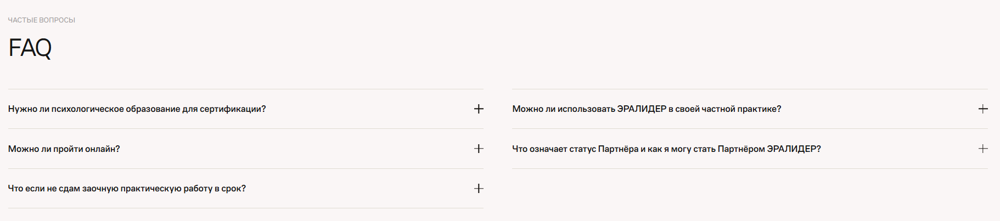 ЧАСТЫЕ ВОПРОСЫ
FAQ
Нужно ли психологическое образование для сертификации?
Можно ли пройти онлайн?
Что если не сдам заочную практическую работу в срок?
Можно ли использовать ЭРАЛИДЕР в своей частной практике?
Что означает статус Партнёра и как я могу стать Партнёром ЭРАЛИДЕР?